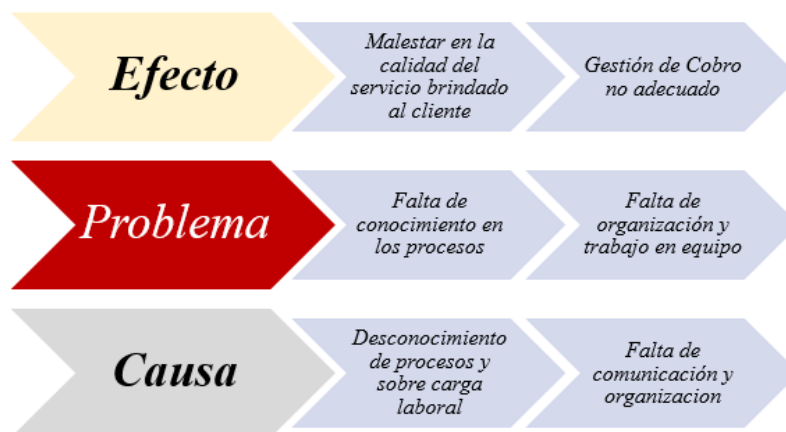 Efecto
Malestar en la
calidad del
servicio brindado
al cliente
Gestión de Cobro
no adecuado
Problema
Falta de
conocimiento en
los procesos
Falta de
organización y
trabajo en equipo
Causa
Desconocimiento
de procesos y
sobre carga
laboral
Falta de
comunicación y
organizacion